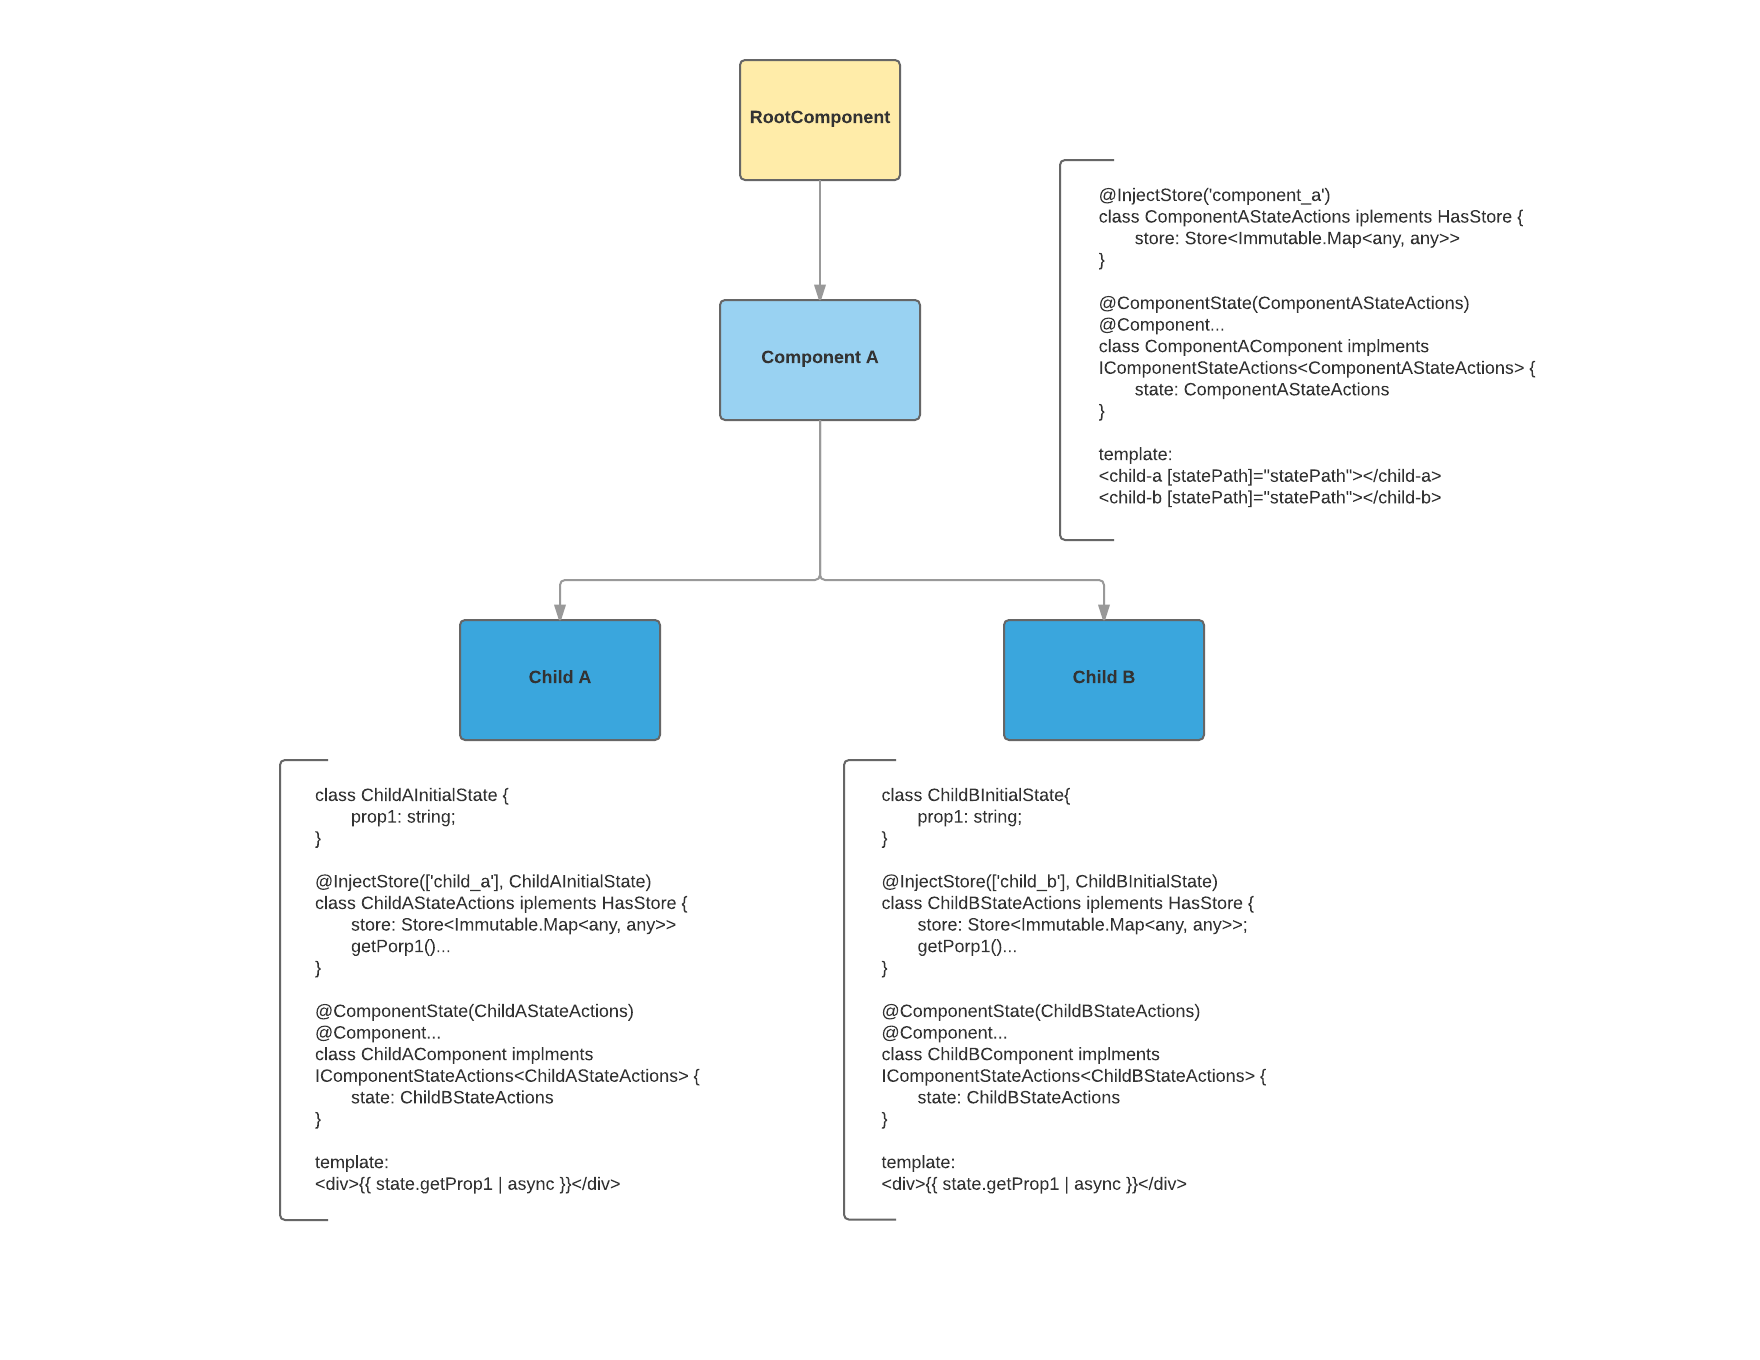 RootComponent
@InjectStore('component_a')
class ComponentAStateActions iplements HasStore {
store: Store<Immutable.Map<any, any>>
}
@ComponentState(ComponentAStateActions)
@Component...
class ComponentAComponent implments
IComponentStateActions<ComponentAStateActions> {
state: ComponentAStateActions
}
template:
<child-a [statePath]="statePath"></child-a>
<child-b [statePath]="statePath"></child-b>
Component A
Child A
Child B
class ChildAInitialState {
prop1: string;
}
@InjectStore(['child_a'], ChildAInitialState)
class ChildAStateActions iplements HasStore {
store: Store<Immutable.Map<any, any>>
getPorp1()...
}
@ComponentState(ChildAStateActions)
@Component...
class ChildAComponent implments
IComponentStateActions<ChildAStateActions> {
state: ChildBStateActions
}
template:
<div>{{ state.getProp1 | async }}</div>
class ChildBInitialState{
prop1: string;
}
@InjectStore(['child_b'], ChildBInitialState)
class ChildBStateActions iplements HasStore {
store: Store<Immutable.Map<any, any>>;
getPorp1()...
}
@ComponentState(ChildBStateActions)
@Component...
class ChildBComponent implments
IComponentStateActions<ChildBStateActions> {
state: ChildBStateActions
}
template:
<div>{{ state.getProp1 | async }}</div>